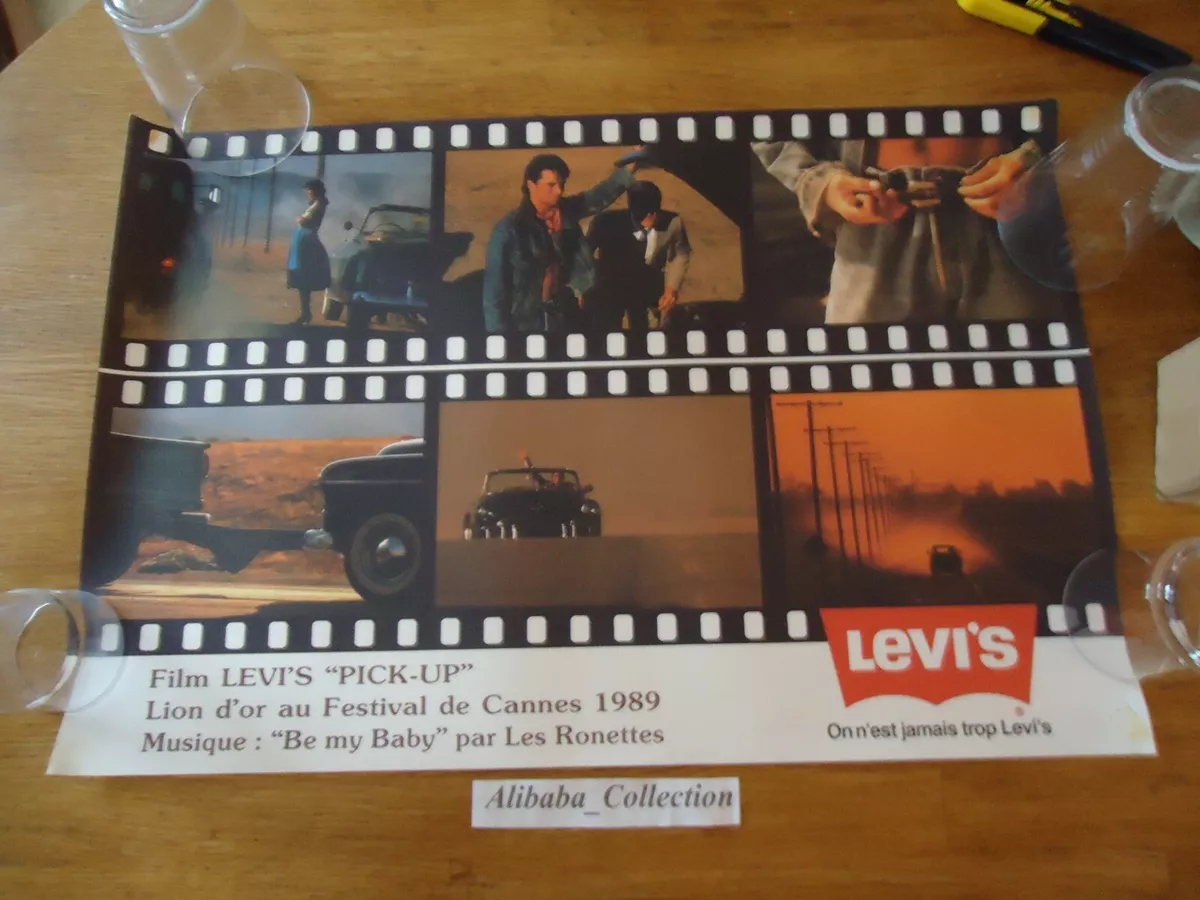 Film LEVI'S “PICK-UP”
Lion d'or au Festival de Cannes 1989
Musique : “Be my Baby” par Les Ronettes
LEVI'S
®
On n'est jamais trop Levi's
Alibaba_Collection